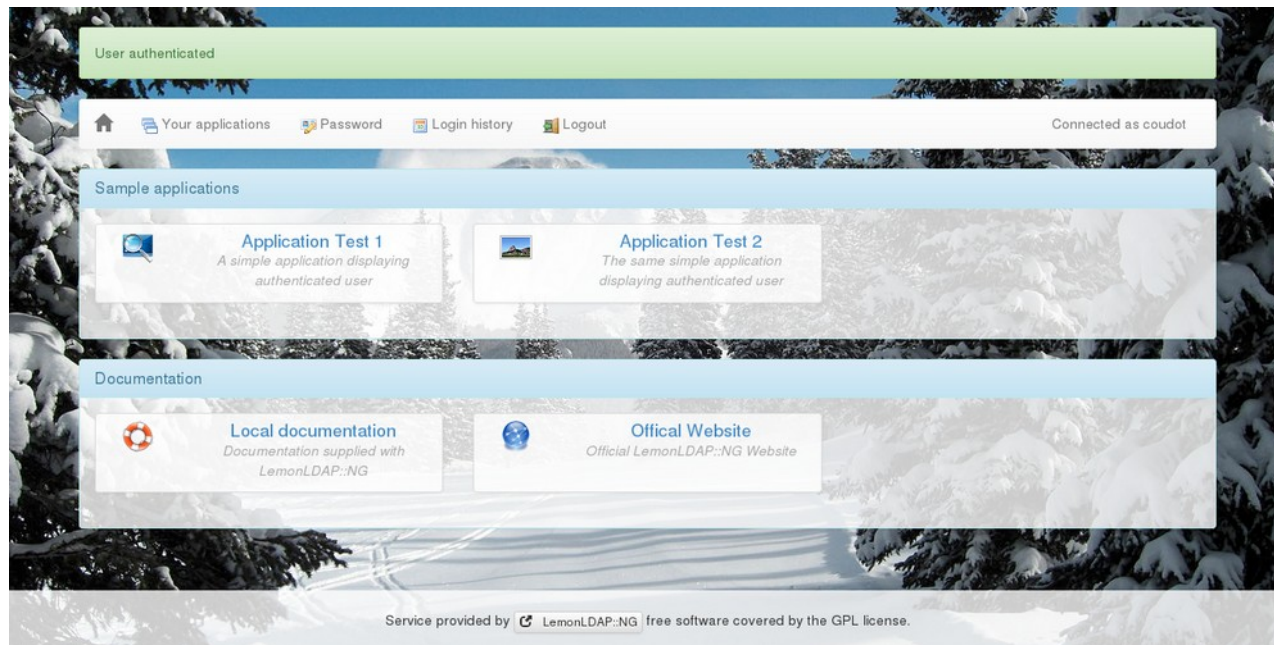 User authenticated
Your applications Password Login history Logout Connected as coudot
Sample applications
Application Test 1 Application Test 2
A simple application displaying The same simple application
authenticated user displaying authenticated user
Documentation
Local documentation Offical Website
Documentation supplied with Official LemonLDAP::NG Website
LemonLDAP::NG
Service provided by LemonLDAP::NG free software covered by the GPL license.